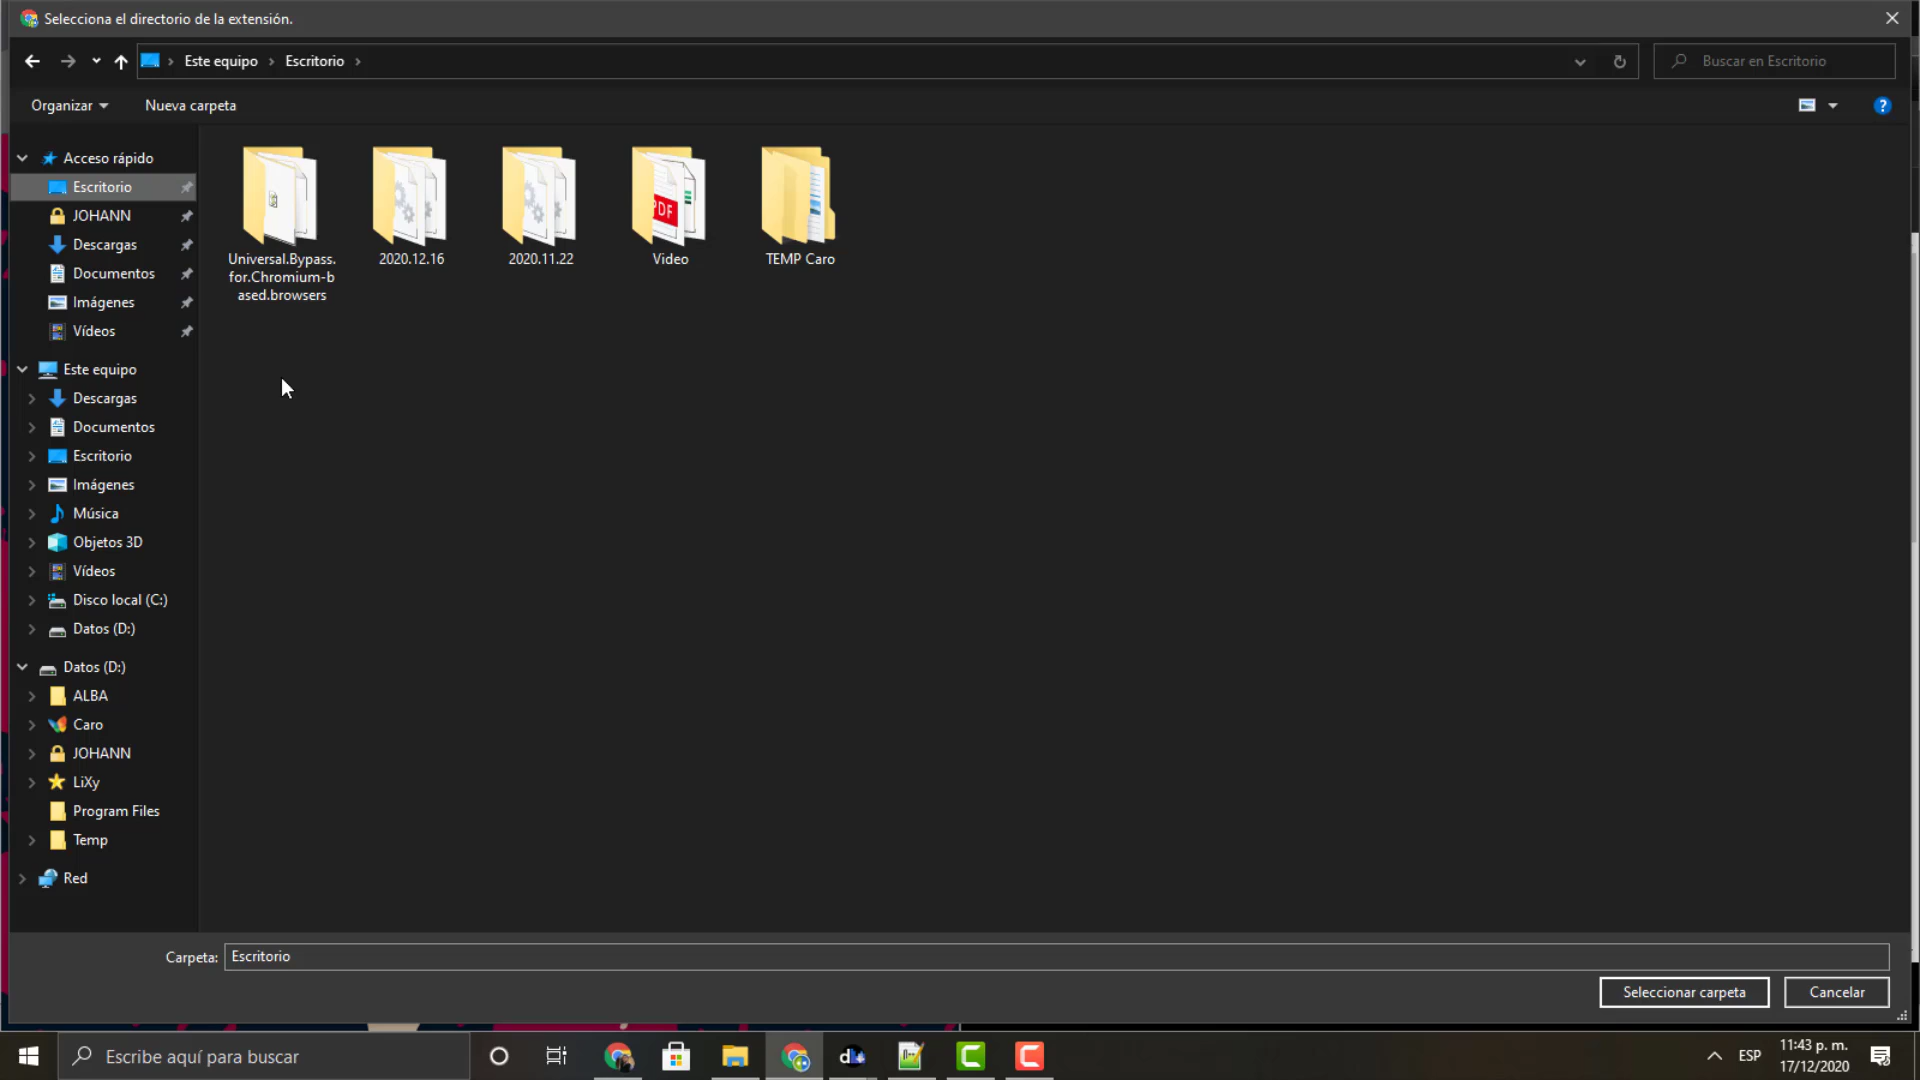 Selecciona el directorio de la extensión.
Este equipo
Escritorio
Buscar en Escritorio
Organizar
Nueva carpeta
Acceso rápido
Escritorio
JOHANN
Descargas
Documentos
Imágenes
Vídeos
Este equipo
Descargas
Documentos
Escritorio
Imágenes
Música
Objetos 3D
Vídeos
Disco local (C:)
Datos (D:)
Datos (D:)
ALBA
Caro
JOHANN
LiXy
Program Files
Temp
Red
PDF
Universal.Bypass.
for.Chromium-b
ased.browsers
2020.12.16
2020.11.22
Video
TEMP Caro
Carpeta:
Escritorio
Seleccionar carpeta
Cancelar
Escribe aquí para buscar
ESP
11:43 p. m.
17/12/2020